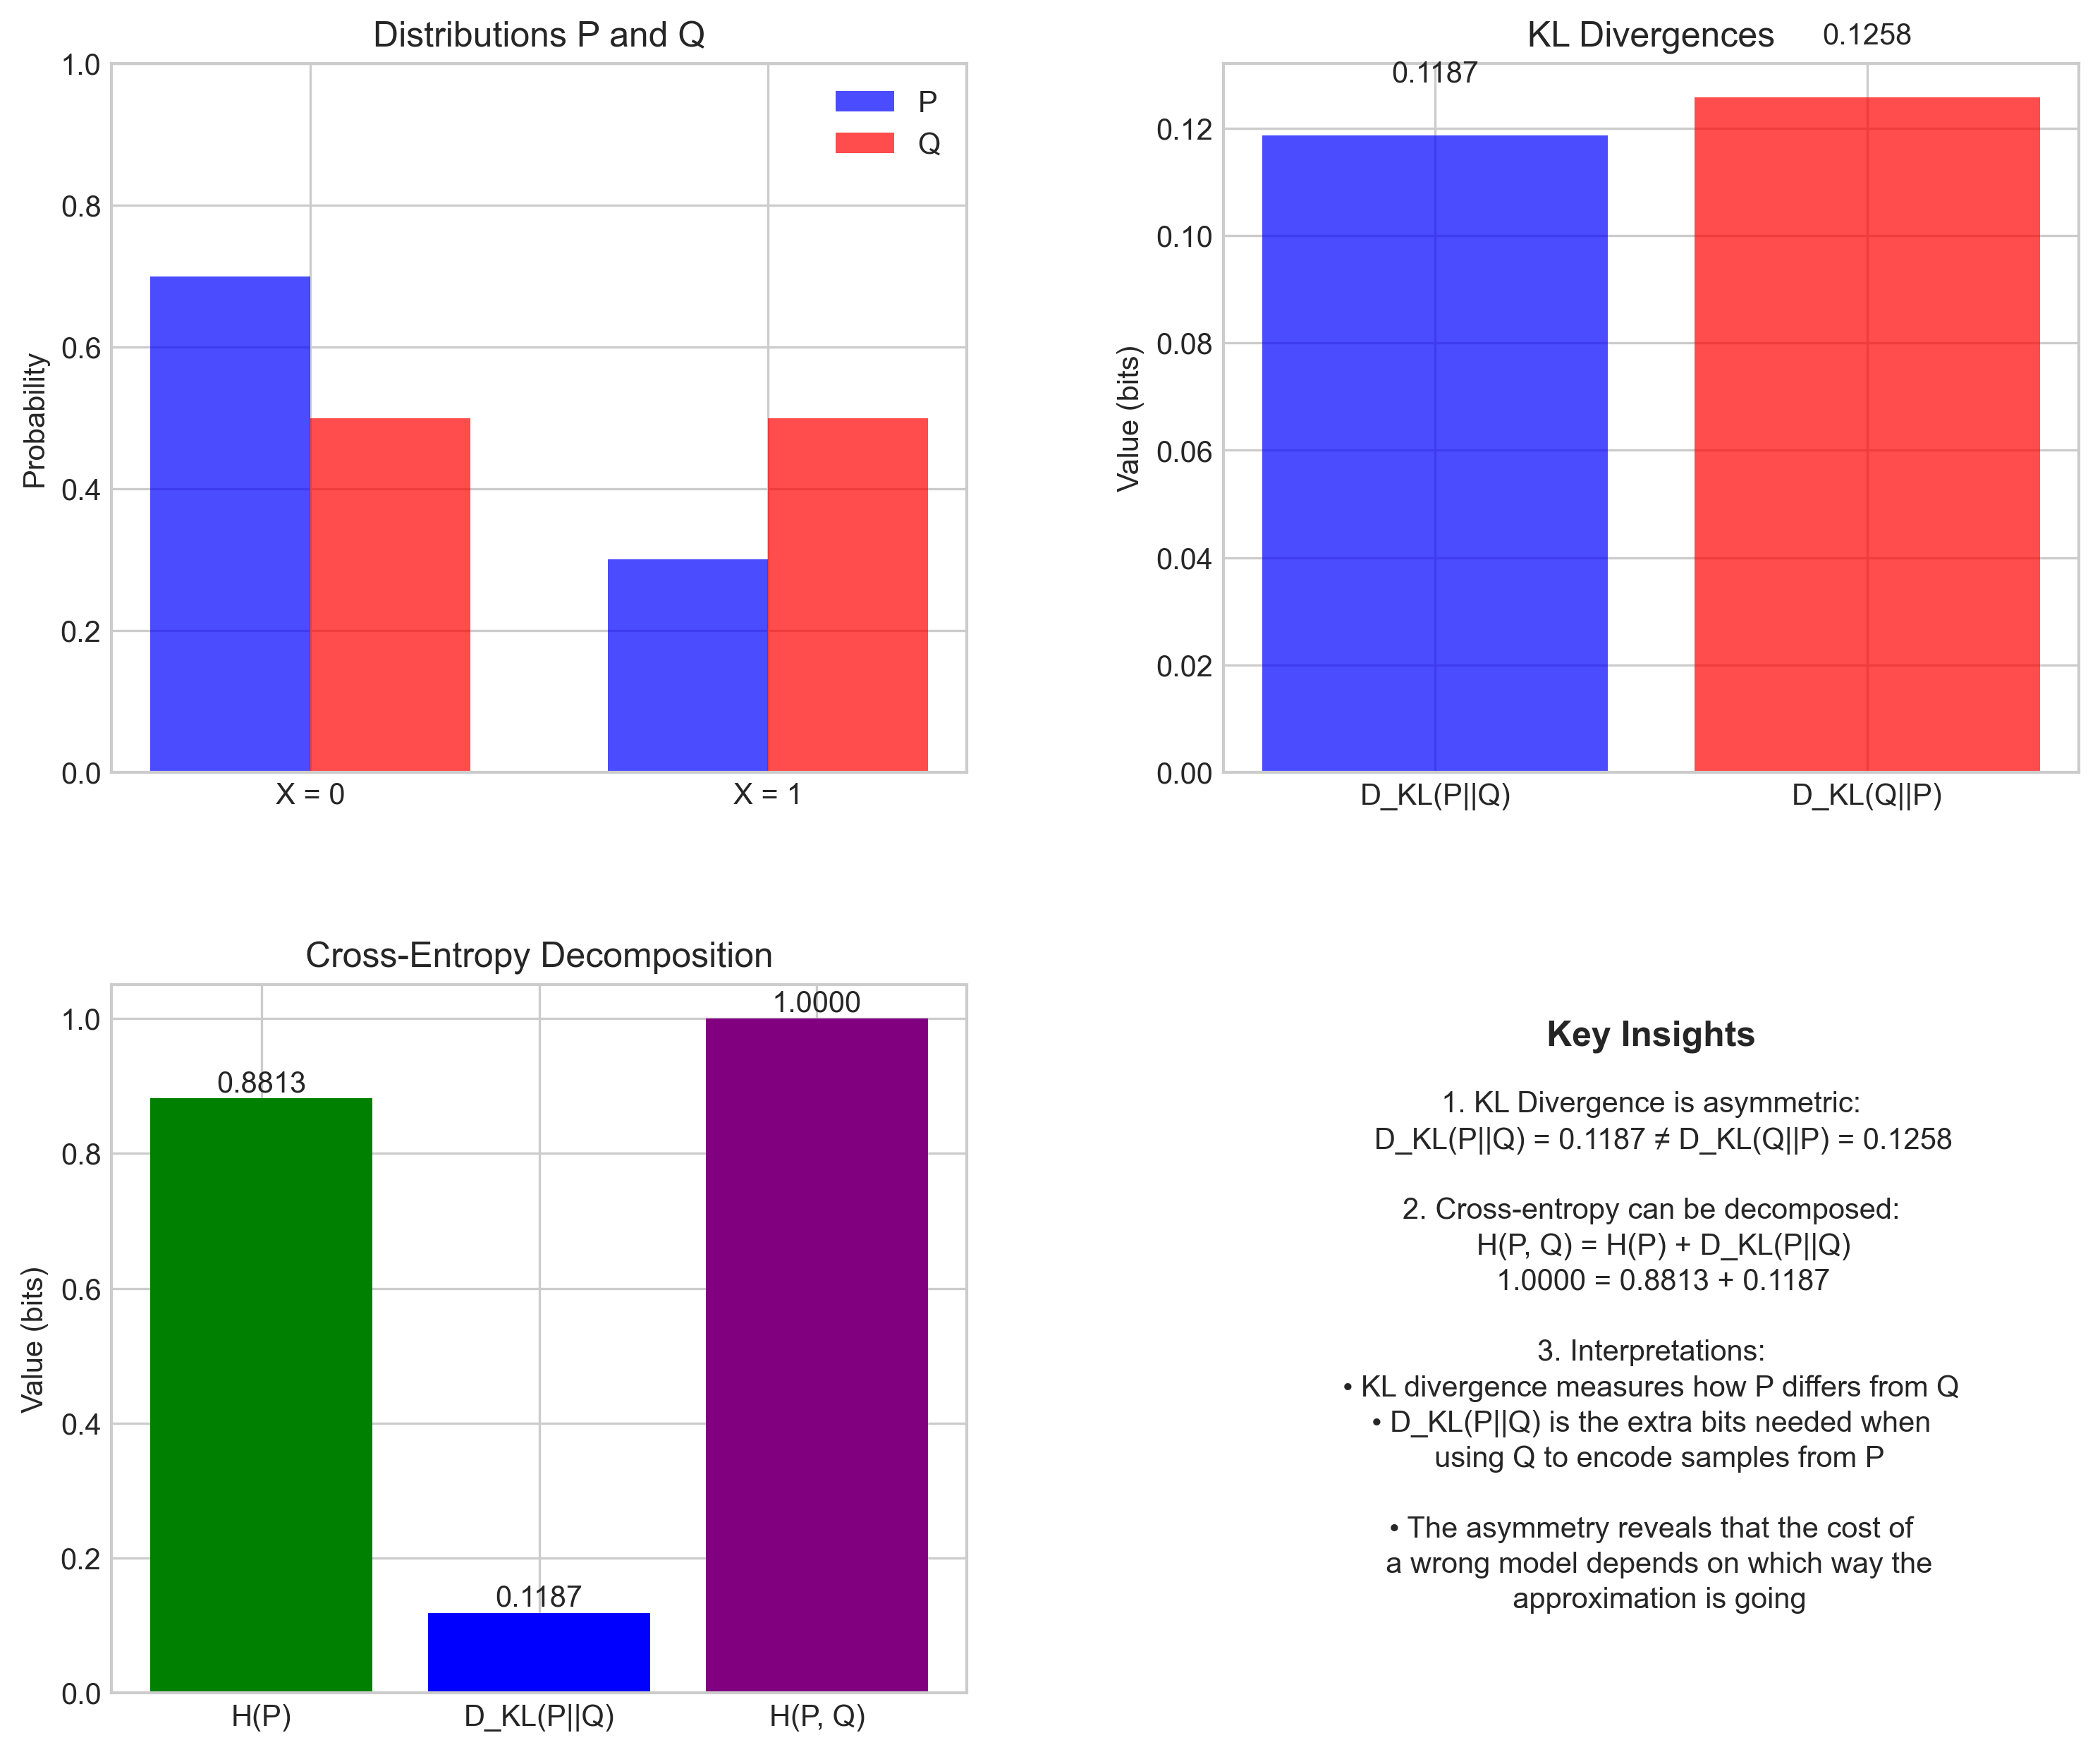 Distributions P and Q
1.0
0.8
0.6
0.4
0.2
0.0
Probability
P
Q
X = 0
X = 1
KL Divergences
0.1187
0.1258
0.12
0.10
0.08
0.06
0.04
0.02
0.00
Value (bits)
D_KL(P||Q)
D_KL(Q||P)
Cross-Entropy Decomposition
1.0
0.8
0.6
0.4
0.2
0.0
Value (bits)
0.8813
0.1187
1.0000
H(P)
D_KL(P||Q)
H(P, Q)
Key Insights
1. KL Divergence is asymmetric:
D_KL(P||Q) = 0.1187 ≠ D_KL(Q||P) = 0.1258
2. Cross-entropy can be decomposed:
H(P, Q) = H(P) + D_KL(P||Q)
1.0000 = 0.8813 + 0.1187
3. Interpretations:
• KL divergence measures how P differs from Q
• D_KL(P||Q) is the extra bits needed when
using Q to encode samples from P
• The asymmetry reveals that the cost of
a wrong model depends on which way the
approximation is going